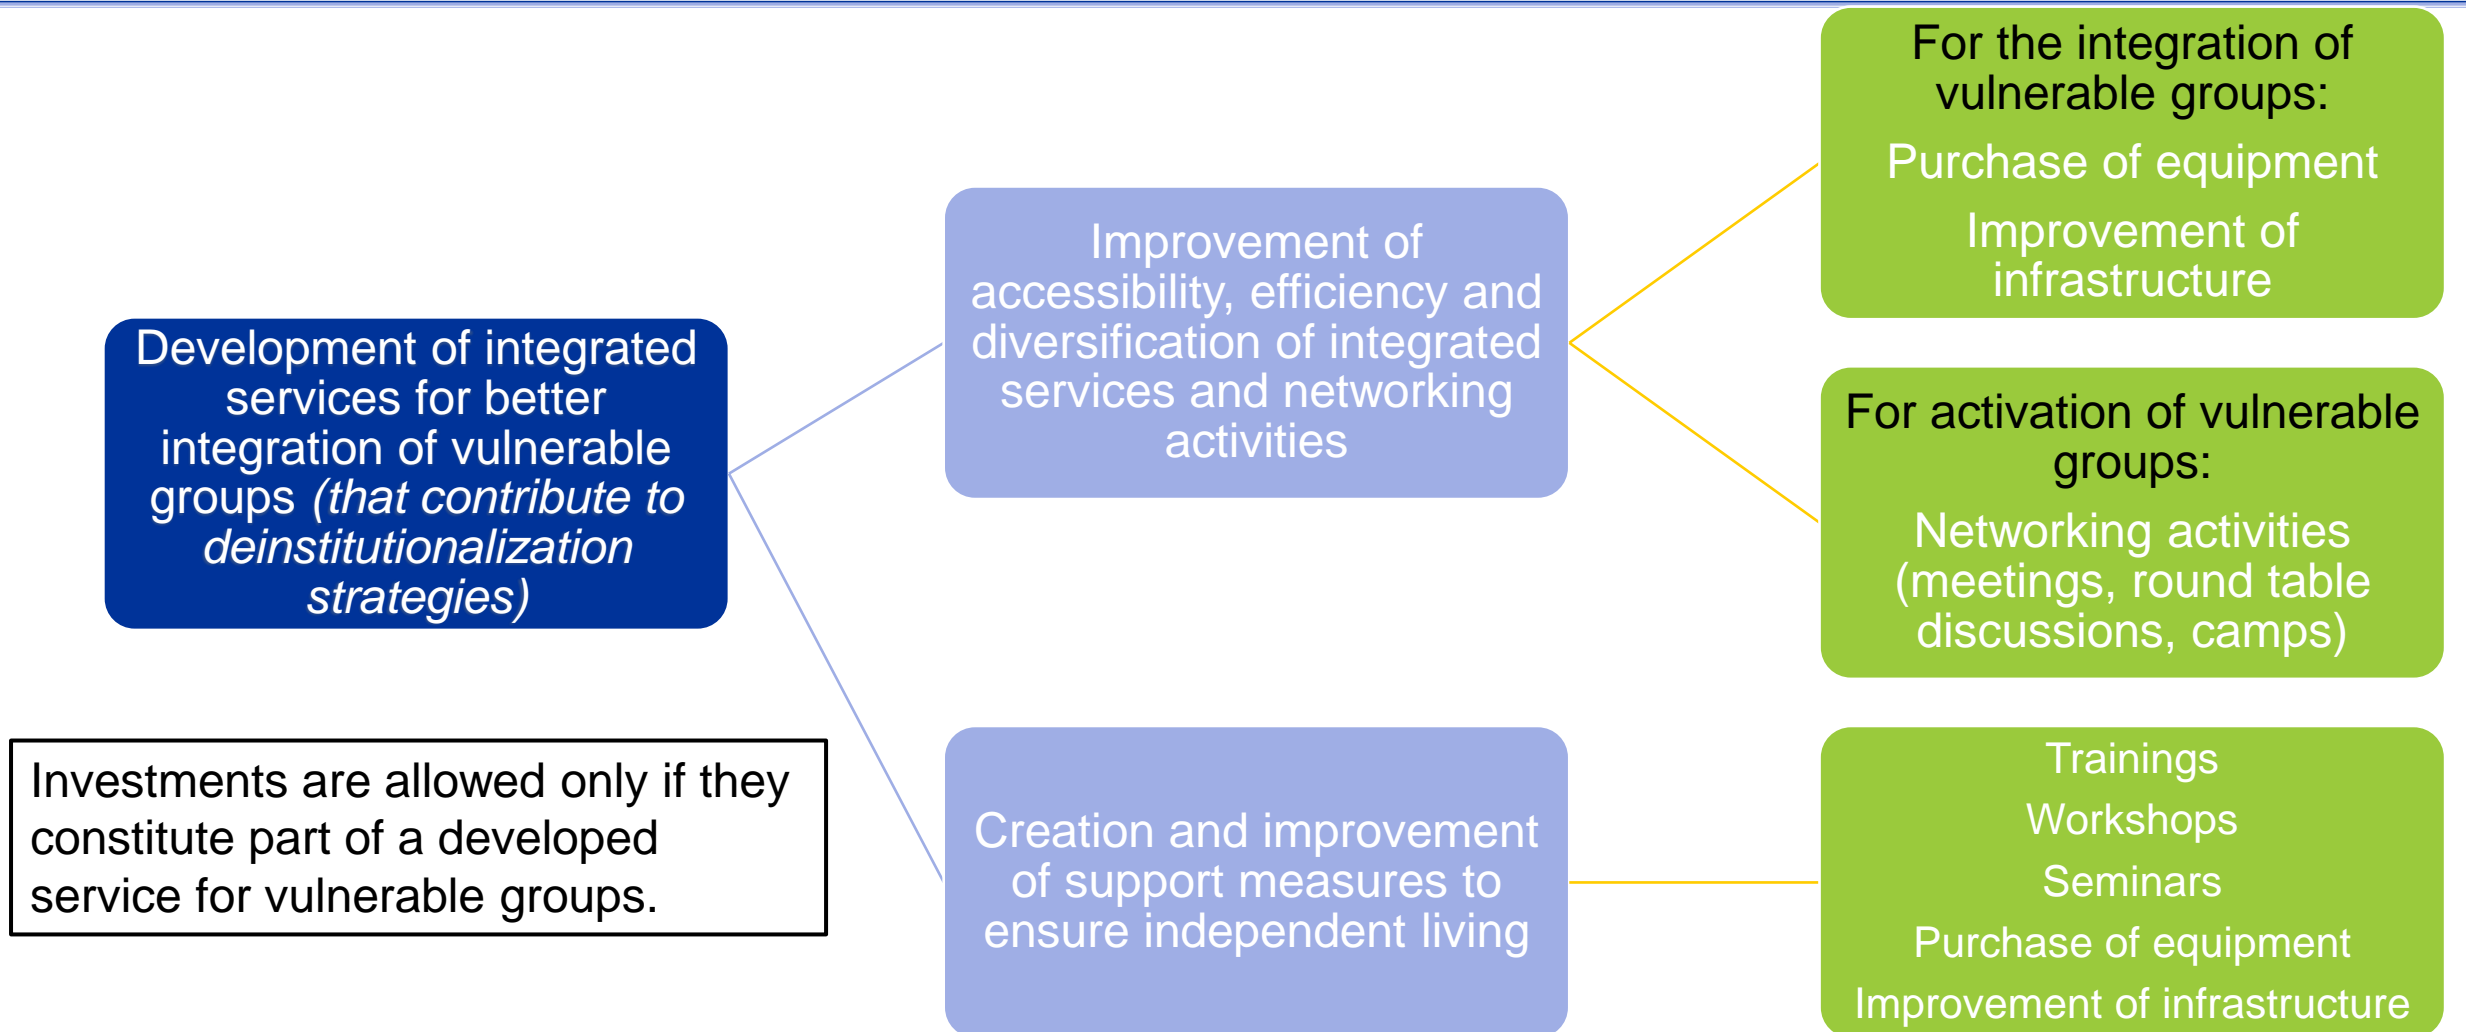 Development of integrated
services for better
integration of vulnerable
groups (that contribute to
deinstitutionalization
strategies)
Investments are allowed only if they
constitute part of a developed
service for vulnerable groups.
Improvement of
accessibility, efficiency and
diversification of integrated
services and networking
activities
Creation and improvement
of support measures to
ensure independent living
For the integration of
vulnerable groups:
Purchase of equipment
Improvement of
infrastructure
For activation of vulnerable
groups:
Networking activities
(meetings, round table
discussions, camps)
Trainings
Workshops
Seminars
Purchase of equipment
Improvement of infrastructure